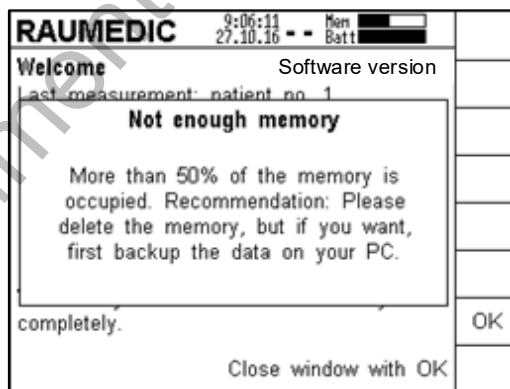 RAUMEDIC 9:06:11 Mem
27.10.16 - - Batt
Welcome Software version
Last measurement: patient no. 1
Not enough memory
More than 50% of the memory is
occupied. Recommendation: Please
delete the memory, but if you want,
first backup the data on your PC.
completely.
OK
Close window with OK